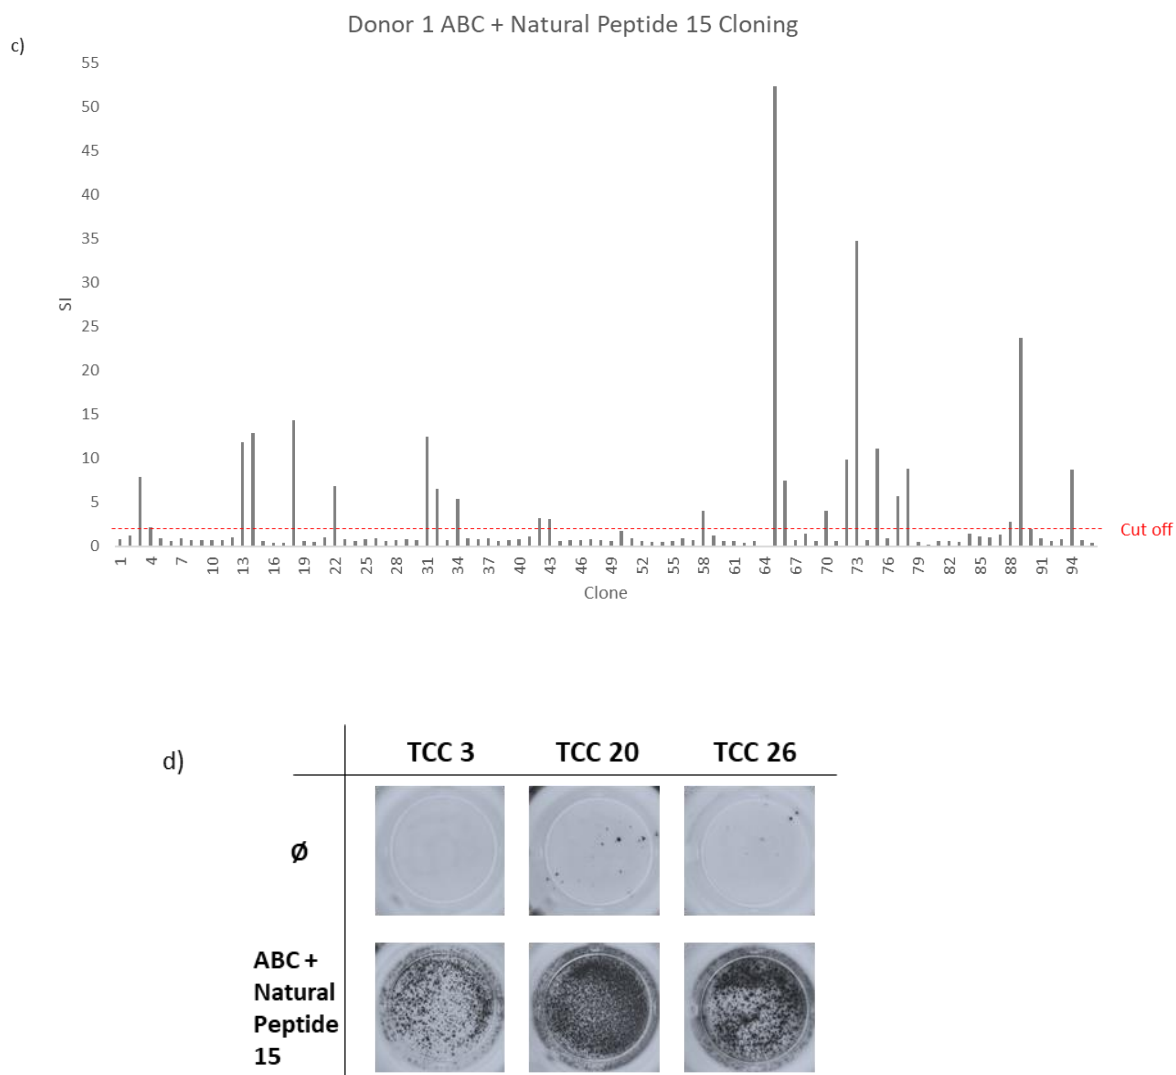 Donor 1 ABC + Natural Peptide 15 Cloning
c)
55
50
45
40
35
30
25
20
15
10
5
0
SI
Cut off
1 4 7 10 13 16 19 22 25 28 31 34 37 40 43 46 49 52 55 58 61 64 67 70 73 76 79 82 85 88 91 94
Clone
d)
TCC 3 TCC 20 TCC 26
Ø
ABC +
Natural
Peptide
15